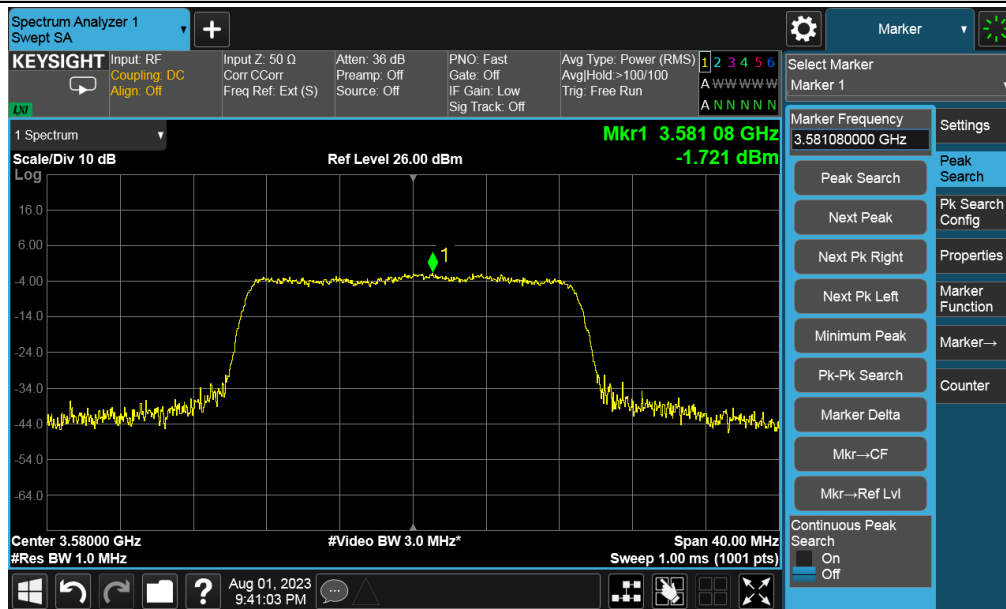 Spectrum Analyzer 1
Swept SA
+
Marker
KEYSIGHT
LXI
Input: RF
Coupling: DC
Align: Off
Input Z: 50 Ω
Corr CCorr
Freq Ref: Ext (S)
Atten: 36 dB
Preamp: Off
Source: Off
PNO: Fast
Gate: Off
IF Gain: Low
Sig Track: Off
Avg Type: Power (RMS)
Avg|Hold:>100/100
Trig: Free Run
1 2 3 4 5 6
A W W W W W
A N N N N N
Select Marker
Marker 1
1 Spectrum
Mkr1 3.581 08 GHz
Scale/Div 10 dB
Ref Level 26.00 dBm
-1.721 dBm
Log
16.0
6.00
-4.00
-14.0
-24.0
-34.0
-44.0
-54.0
-64.0
1
Center 3.58000 GHz
#Video BW 3.0 MHz*
Span 40.00 MHz
#Res BW 1.0 MHz
Sweep 1.00 ms (1001 pts)
Marker Frequency
3.581080000 GHz
Peak Search
Next Peak
Next Pk Right
Next Pk Left
Minimum Peak
Pk-Pk Search
Marker Delta
Mkr→CF
Mkr→Ref Lvl
Continuous Peak
Search
On
Off
Settings
Peak
Search
Pk Search
Config
Properties
Marker
Function
Marker→
Counter
?
Aug 01, 2023
9:41:03 PM